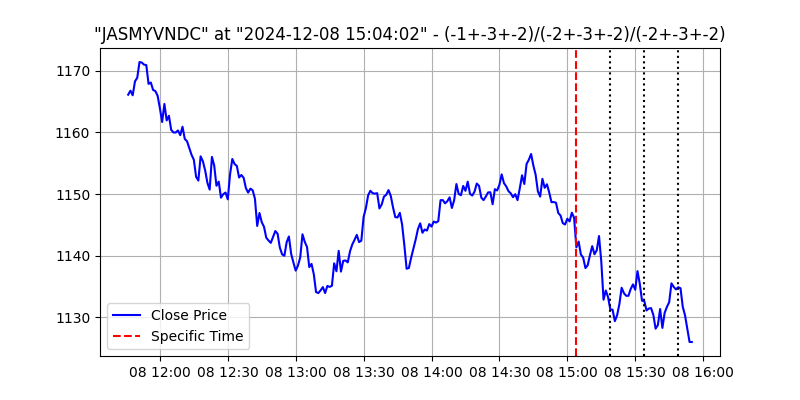 "JASMYVNDC" at "2024-12-08 15:04:02" - (-1+-3+-2)/(-2+-3+-2)/(-2+-3+-2)
1170
1160
1150
1140
1130
Close Price
Specific Time
08 12:00 08 12:30 08 13:00 08 13:30 08 14:00 08 14:30 08 15:00 08 15:30 08 16:00